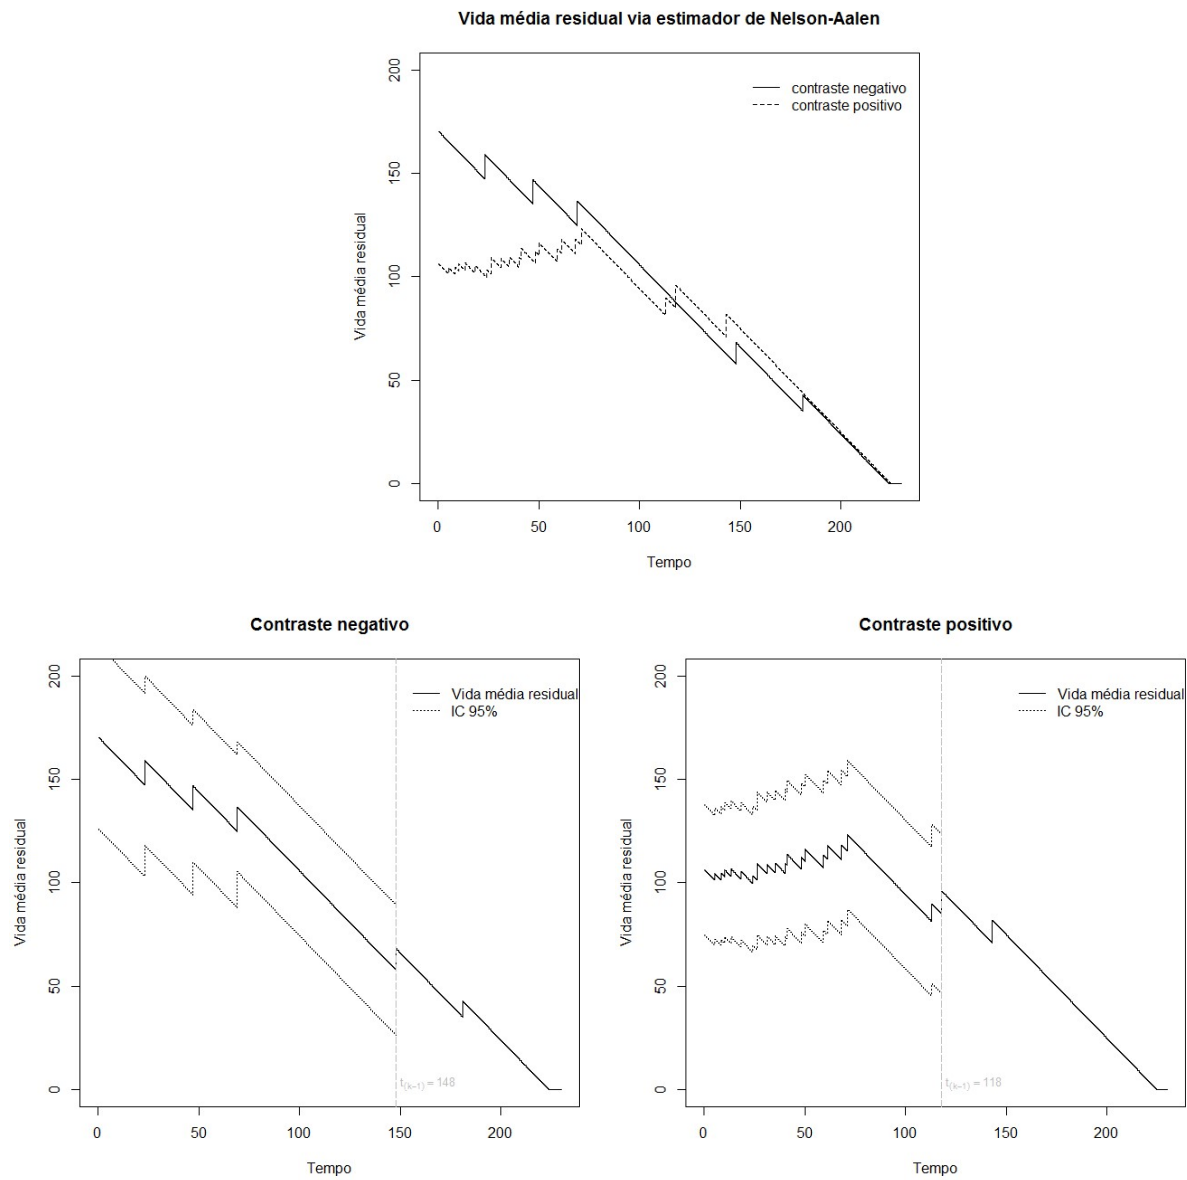 Vida média residual via estimador de Nelson-Aalen
200
150
100
50
0
Vida média residual
contraste negativo
contraste positivo
0 50 100 150 200
Tempo
Contraste negativo
200
150
100
50
0
Vida média residual
Vida média residual
IC 95%
t(k−1) = 148
0 50 100 150 200
Tempo
Contraste positivo
200
150
100
50
0
Vida média residual
Vida média residual
IC 95%
t(k−1) = 118
0 50 100 150 200
Tempo